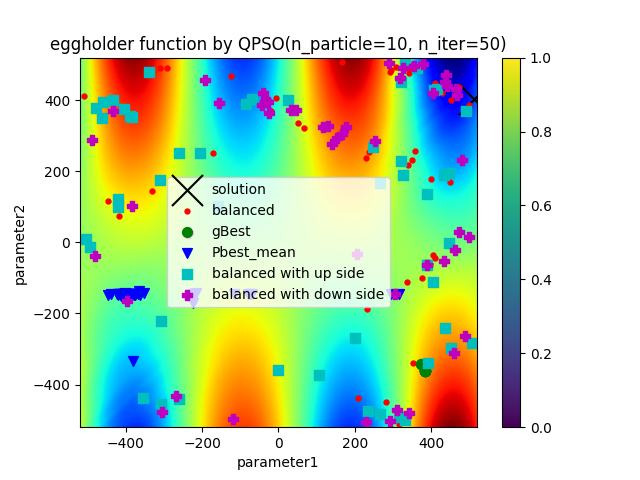 eggholder function by QPSO(n_particle=10, n_iter=50)
400
200
0
−200
−400
parameter2
solution
balanced
gBest
Pbest_mean
balanced with up side
balanced with down side
−400
−200
0
200
400
parameter1
1.0
0.8
0.6
0.4
0.2
0.0